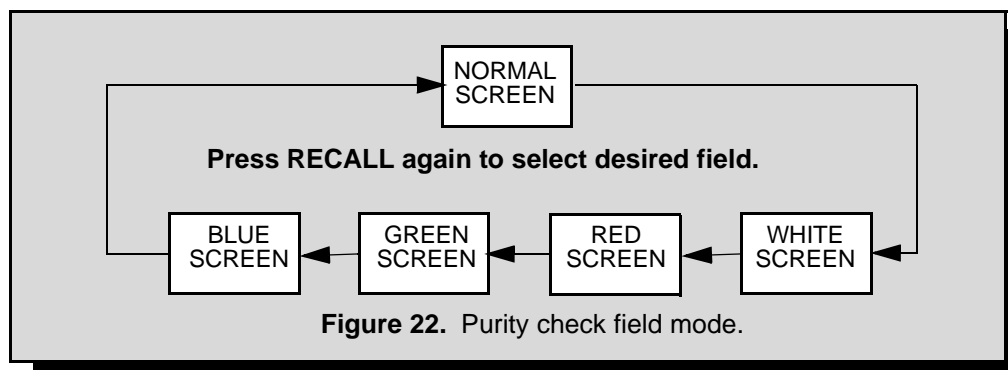 NORMAL
SCREEN
Press RECALL again to select desired field.
BLUE
SCREEN
GREEN
SCREEN
RED
SCREEN
WHITE
SCREEN
Figure 22. Purity check field mode.